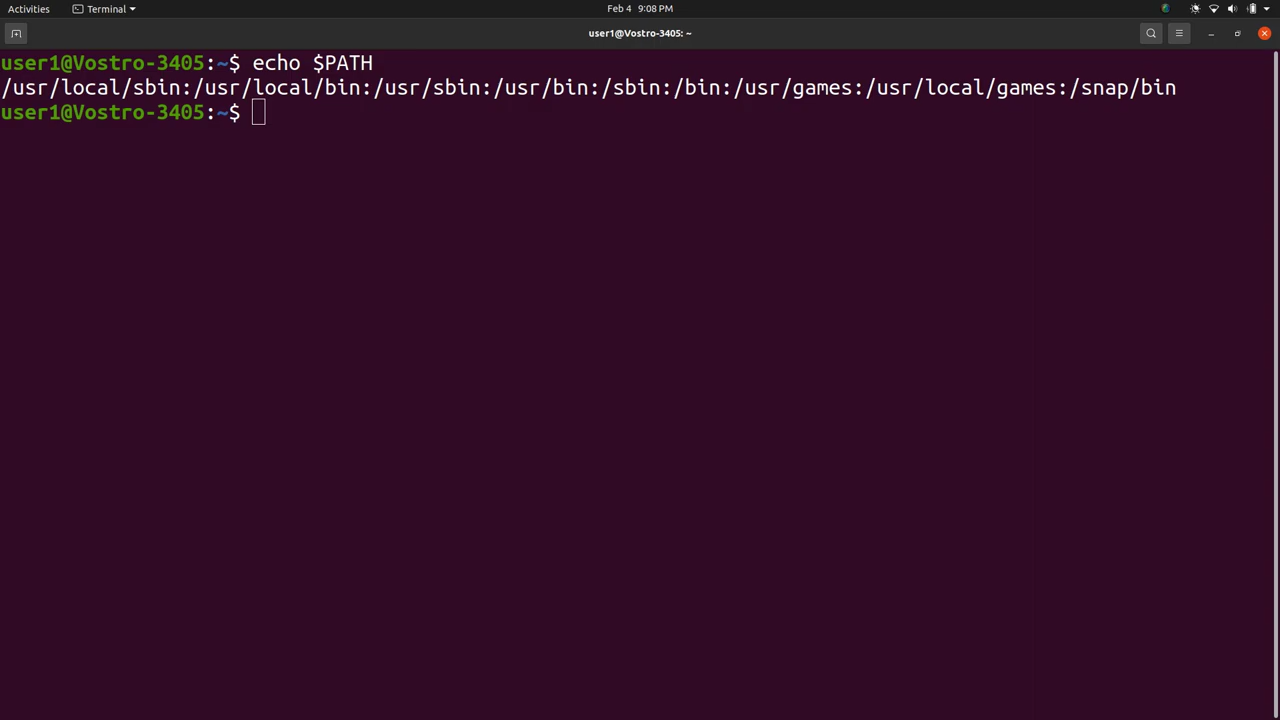 Activities Terminal Feb 4 9:08 PM
user1@Vostro-3405: ~
user1@Vostro-3405:~$ echo $PATH
/usr/local/sbin:/usr/local/bin:/usr/sbin:/usr/bin:/sbin:/bin:/usr/games:/usr/local/games:/snap/bin
user1@Vostro-3405:~$